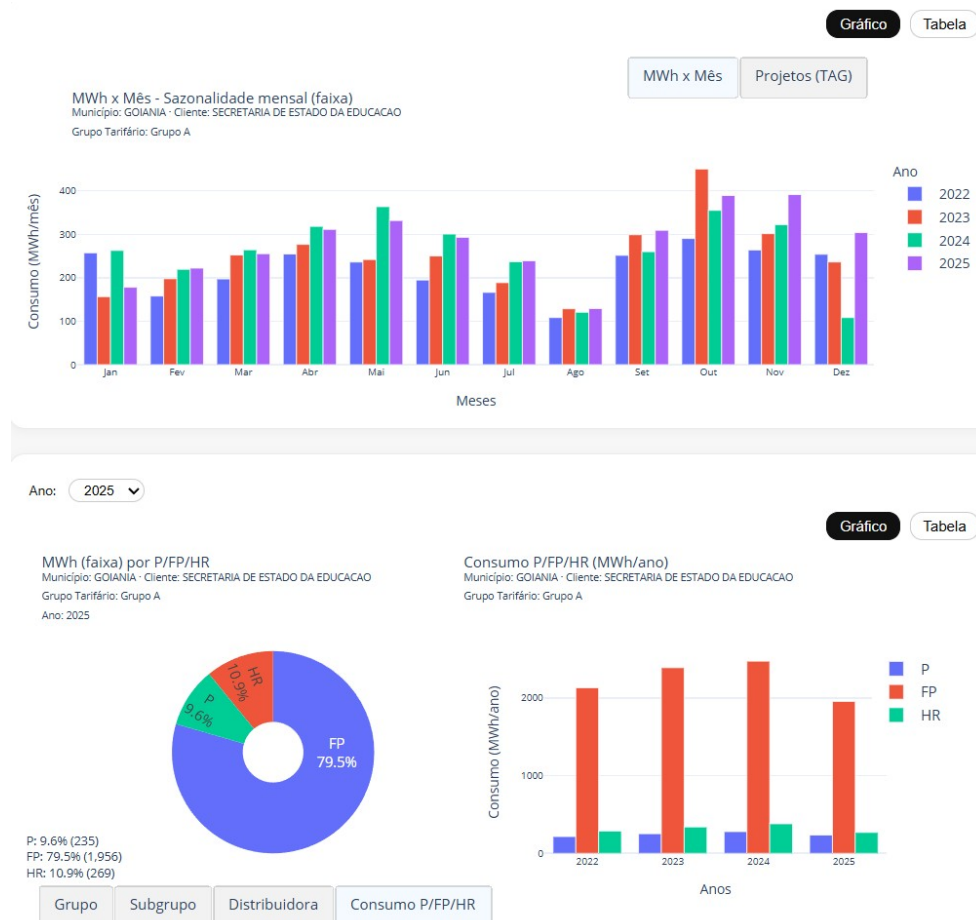 Gráfico Tabela
MWh x Mês Projetos (TAG)
MWh x Mês - Sazonalidade mensal (faixa)
Município: GOIANIA · Cliente: SECRETARIA DE ESTADO DA EDUCACAO
Grupo Tarifário: Grupo A
Consumo (MWh/mês)
400
300
200
100
0
Jan Fev Mar Abr Mai Jun Jul Ago Set Out Nov Dez
Meses
Ano
2022
2023
2024
2025
Ano: 2025
Gráfico Tabela
MWh (faixa) por P/FP/HR
Município: GOIANIA · Cliente: SECRETARIA DE ESTADO DA EDUCACAO
Grupo Tarifário: Grupo A
Ano: 2025
HR
10.9%
P
9.6%
FP
79.5%
P: 9.6% (235)
FP: 79.5% (1,956)
HR: 10.9% (269)
Consumo P/FP/HR (MWh/ano)
Município: GOIANIA · Cliente: SECRETARIA DE ESTADO DA EDUCACAO
Grupo Tarifário: Grupo A
Consumo (MWh/ano)
2000
1000
0
2022 2023 2024 2025
Anos
P
FP
HR
Grupo Subgrupo Distribuidora Consumo P/FP/HR